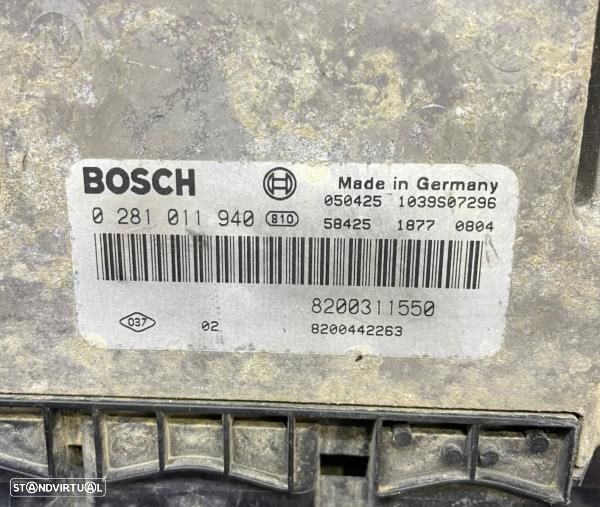 BOSCH
Made in Germany
050425 1039S07296
0 281 011 940 810
58425 1877 0804
8200311550
037
02
8200442263
STANDVIRTUAL